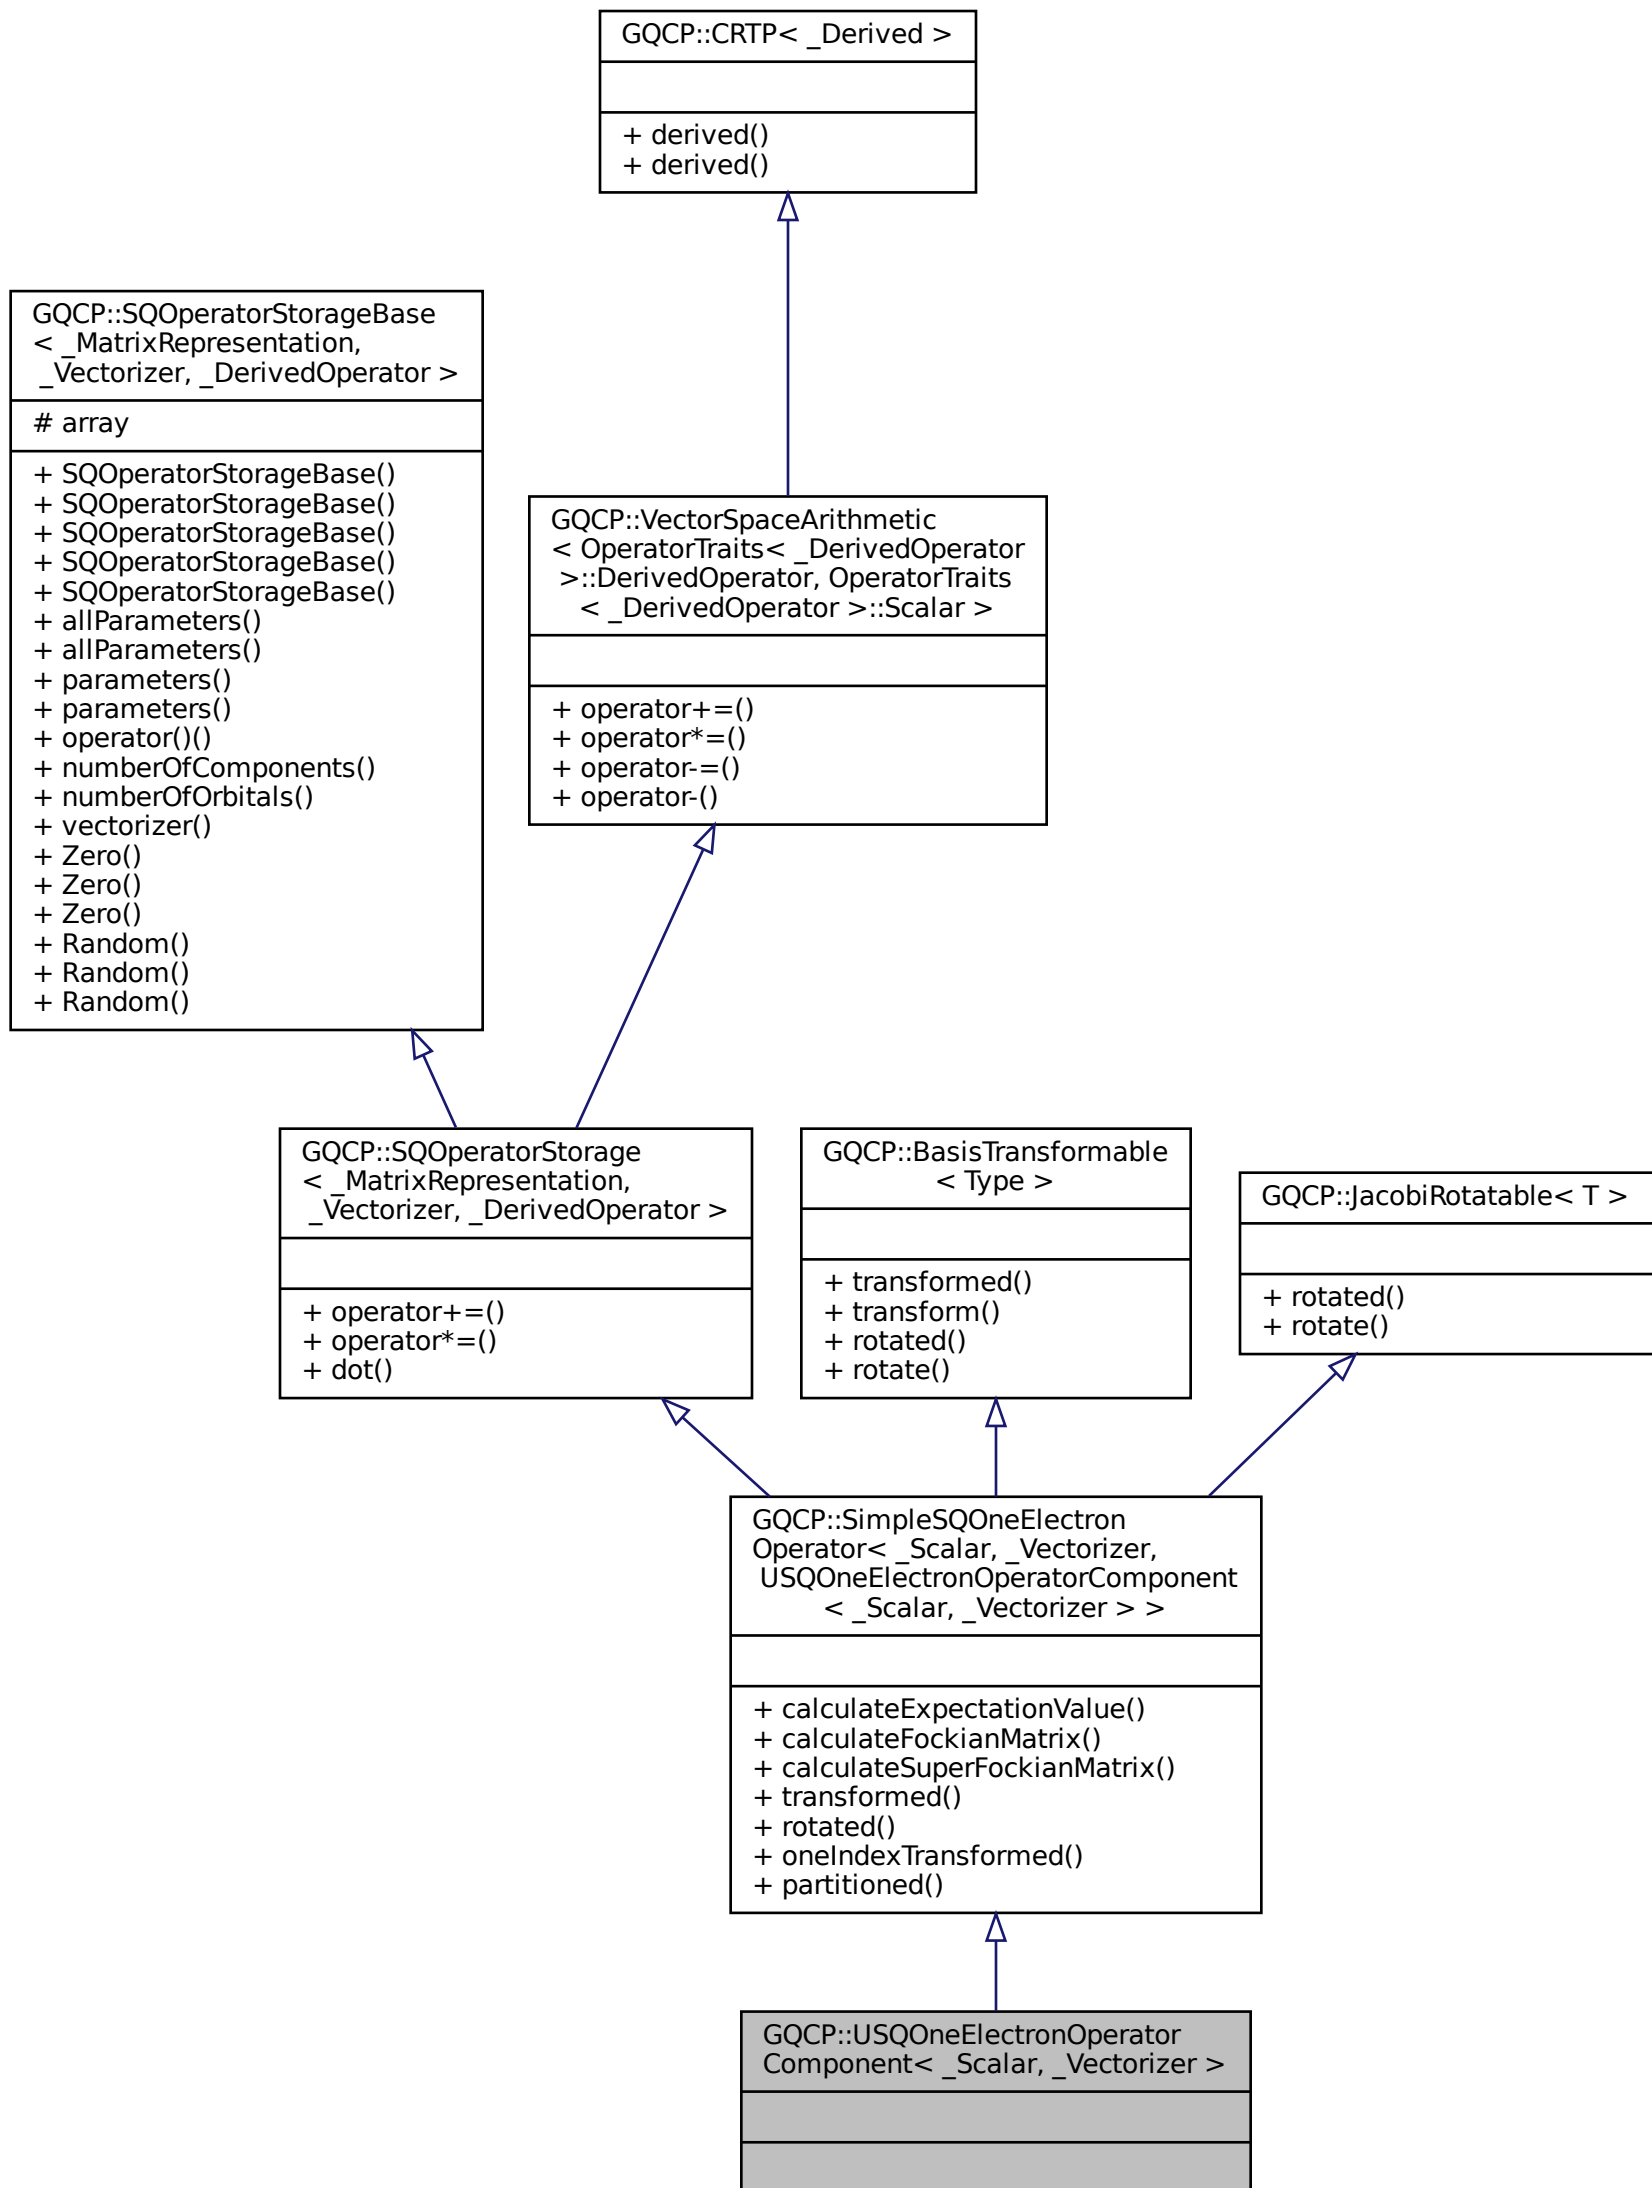 GQCP::CRTP< _Derived >
+ derived()
+ derived()
GQCP::SQOperatorStorageBase
< _MatrixRepresentation,
_Vectorizer, _DerivedOperator >
# array
+ SQOperatorStorageBase()
+ SQOperatorStorageBase()
+ SQOperatorStorageBase()
+ SQOperatorStorageBase()
+ SQOperatorStorageBase()
+ allParameters()
+ allParameters()
+ parameters()
+ parameters()
+ operator()()
+ numberOfComponents()
+ numberOfOrbitals()
+ vectorizer()
+ Zero()
+ Zero()
+ Zero()
+ Random()
+ Random()
+ Random()
GQCP::VectorSpaceArithmetic
< OperatorTraits< _DerivedOperator
>::DerivedOperator, OperatorTraits
< _DerivedOperator >::Scalar >
+ operator+=()
+ operator*=()
+ operator-=()
+ operator-()
GQCP::SQOperatorStorage
< _MatrixRepresentation,
_Vectorizer, _DerivedOperator >
+ operator+=()
+ operator*=()
+ dot()
GQCP::BasisTransformable
< Type >
+ transformed()
+ transform()
+ rotated()
+ rotate()
GQCP::JacobiRotatable< T >
+ rotated()
+ rotate()
GQCP::SimpleSQOneElectron
Operator< _Scalar, _Vectorizer,
USQOneElectronOperatorComponent
< _Scalar, _Vectorizer > >
+ calculateExpectationValue()
+ calculateFockianMatrix()
+ calculateSuperFockianMatrix()
+ transformed()
+ rotated()
+ oneIndexTransformed()
+ partitioned()
GQCP::USQOneElectronOperator
Component< _Scalar, _Vectorizer >